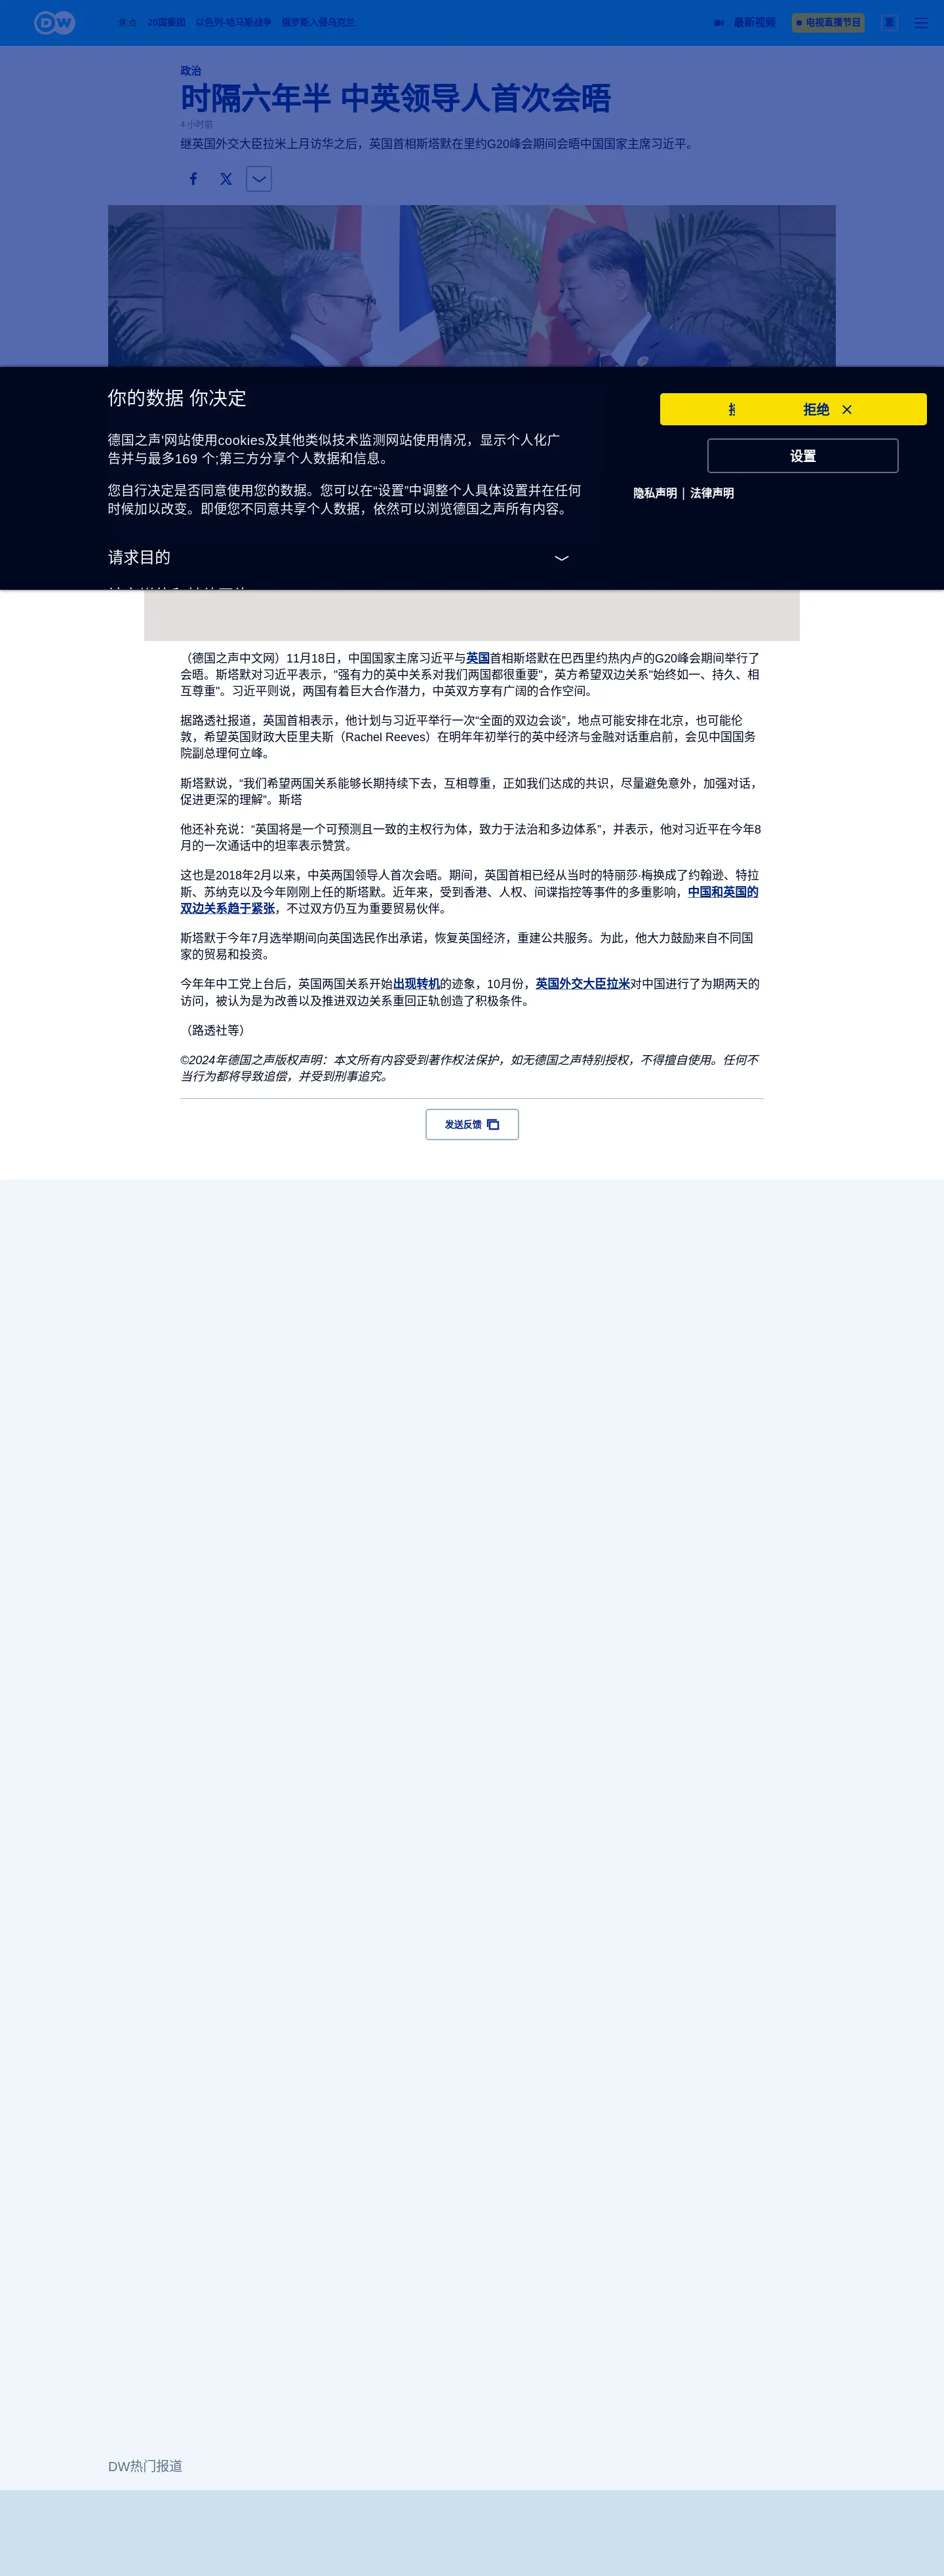 DW
焦点 20国集团 以色列-哈马斯战争 俄罗斯入侵乌克兰 最新视频 电视直播节目 繁
政治
时隔六年半 中英领导人首次会晤
4 小时前
继英国外交大臣拉米上月访华之后，英国首相斯塔默在里约G20峰会期间会晤中国国家主席习近平。
你的数据 你决定
德国之声'网站使用cookies及其他类似技术监测网站使用情况，显示个人化广
告并与最多169 个;第三方分享个人数据和信息。
您自行决定是否同意使用您的数据。您可以在“设置”中调整个人具体设置并在任何
时候加以改变。即便您不同意共享个人数据，依然可以浏览德国之声所有内容。
请求目的
拒绝
设置
隐私声明 | 法律声明
（德国之声中文网）11月18日，中国国家主席习近平与英国首相斯塔默在巴西里约热内卢的G20峰会期间举行了
会晤。斯塔默对习近平表示，"强有力的英中关系对我们两国都很重要"，英方希望双边关系"始终如一、持久、相
互尊重"。习近平则说，两国有着巨大合作潜力，中英双方享有广阔的合作空间。
据路透社报道，英国首相表示，他计划与习近平举行一次“全面的双边会谈”，地点可能安排在北京，也可能伦
敦，希望英国财政大臣里夫斯（Rachel Reeves）在明年年初举行的英中经济与金融对话重启前，会见中国国务
院副总理何立峰。
斯塔默说，“我们希望两国关系能够长期持续下去，互相尊重，正如我们达成的共识，尽量避免意外，加强对话，
促进更深的理解”。斯塔
他还补充说：“英国将是一个可预测且一致的主权行为体，致力于法治和多边体系”，并表示，他对习近平在今年8
月的一次通话中的坦率表示赞赏。
这也是2018年2月以来，中英两国领导人首次会晤。期间，英国首相已经从当时的特丽莎·梅换成了约翰逊、特拉
斯、苏纳克以及今年刚刚上任的斯塔默。近年来，受到香港、人权、间谍指控等事件的多重影响，中国和英国的
双边关系趋于紧张，不过双方仍互为重要贸易伙伴。
斯塔默于今年7月选举期间向英国选民作出承诺，恢复英国经济，重建公共服务。为此，他大力鼓励来自不同国
家的贸易和投资。
今年年中工党上台后，英国两国关系开始出现转机的迹象，10月份，英国外交大臣拉米对中国进行了为期两天的
访问，被认为是为改善以及推进双边关系重回正轨创造了积极条件。
（路透社等）
©2024年德国之声版权声明：本文所有内容受到著作权法保护，如无德国之声特别授权，不得擅自使用。任何不
当行为都将导致追偿，并受到刑事追究。
发送反馈
DW热门报道